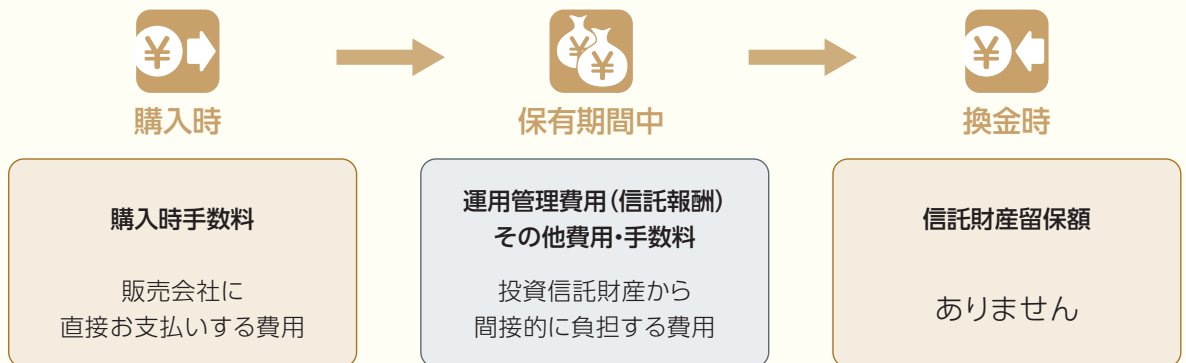 ¥
¥
¥
¥
購入時
保有期間中
換金時
購入時手数料
販売会社に
直接お支払いする費用
運用管理費用(信託報酬)
その他費用・手数料
投資信託財産から
間接的に負担する費用
信託財産留保額
ありません